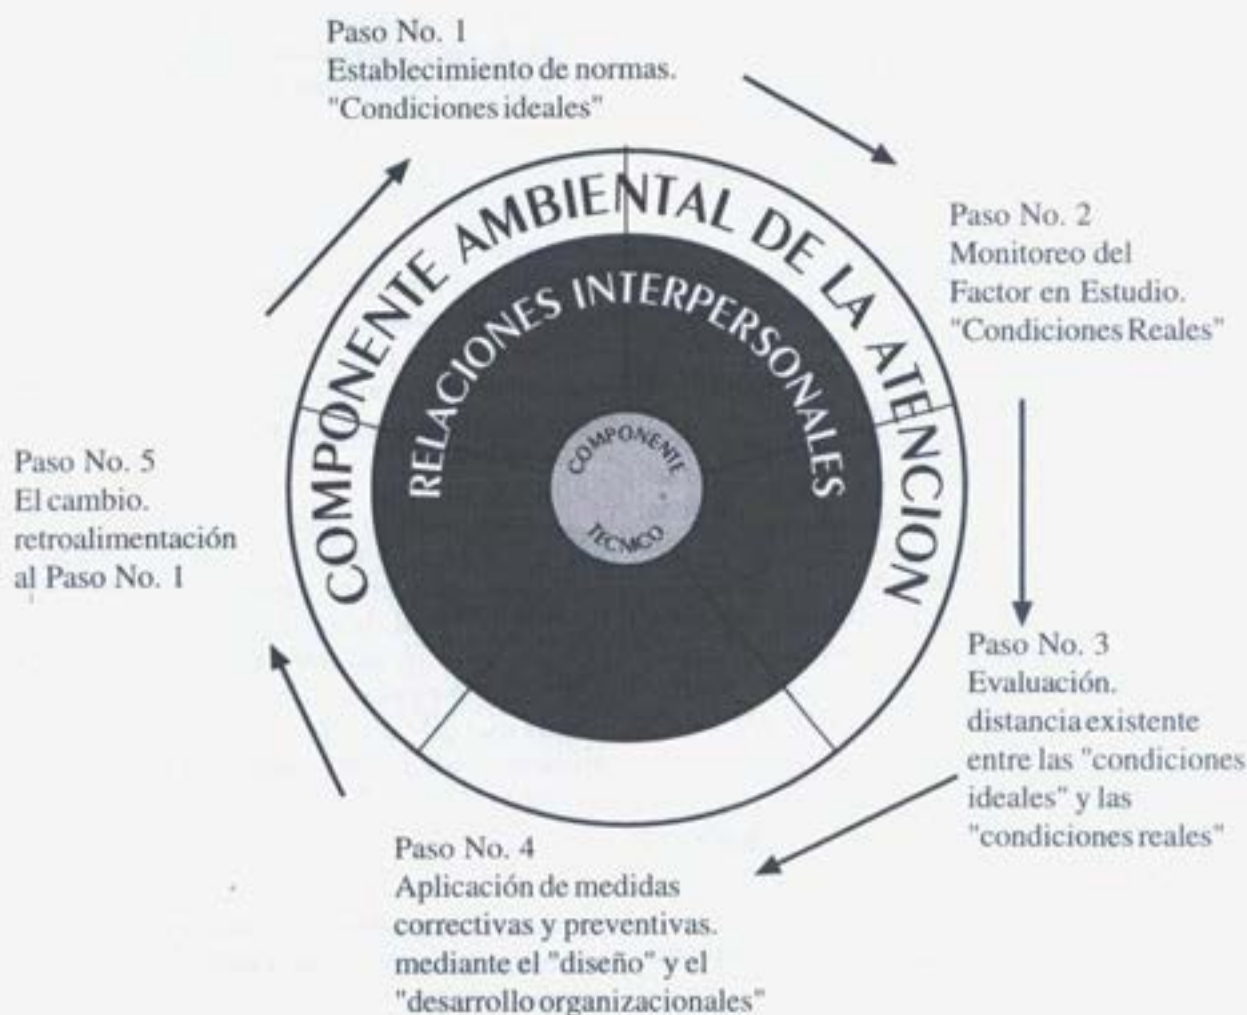 Paso No. 1
Establecimiento de normas.
"Condiciones ideales"
Paso No. 2
Monitoreo del
Factor en Estudio.
"Condiciones Reales"
COMPONENTE AMBIENTAL DE LA ATENCION
RELACIONES INTERPERSONALES
COMPONENTE
TECNICO
Paso No. 5
El cambio.
retroalimentación
al Paso No. 1
Paso No. 3
Evaluación.
distancia existente
entre las "condiciones
ideales" y las
"condiciones reales"
Paso No. 4
Aplicación de medidas
correctivas y preventivas.
mediante el "diseño" y el
"desarrollo organizacionales"